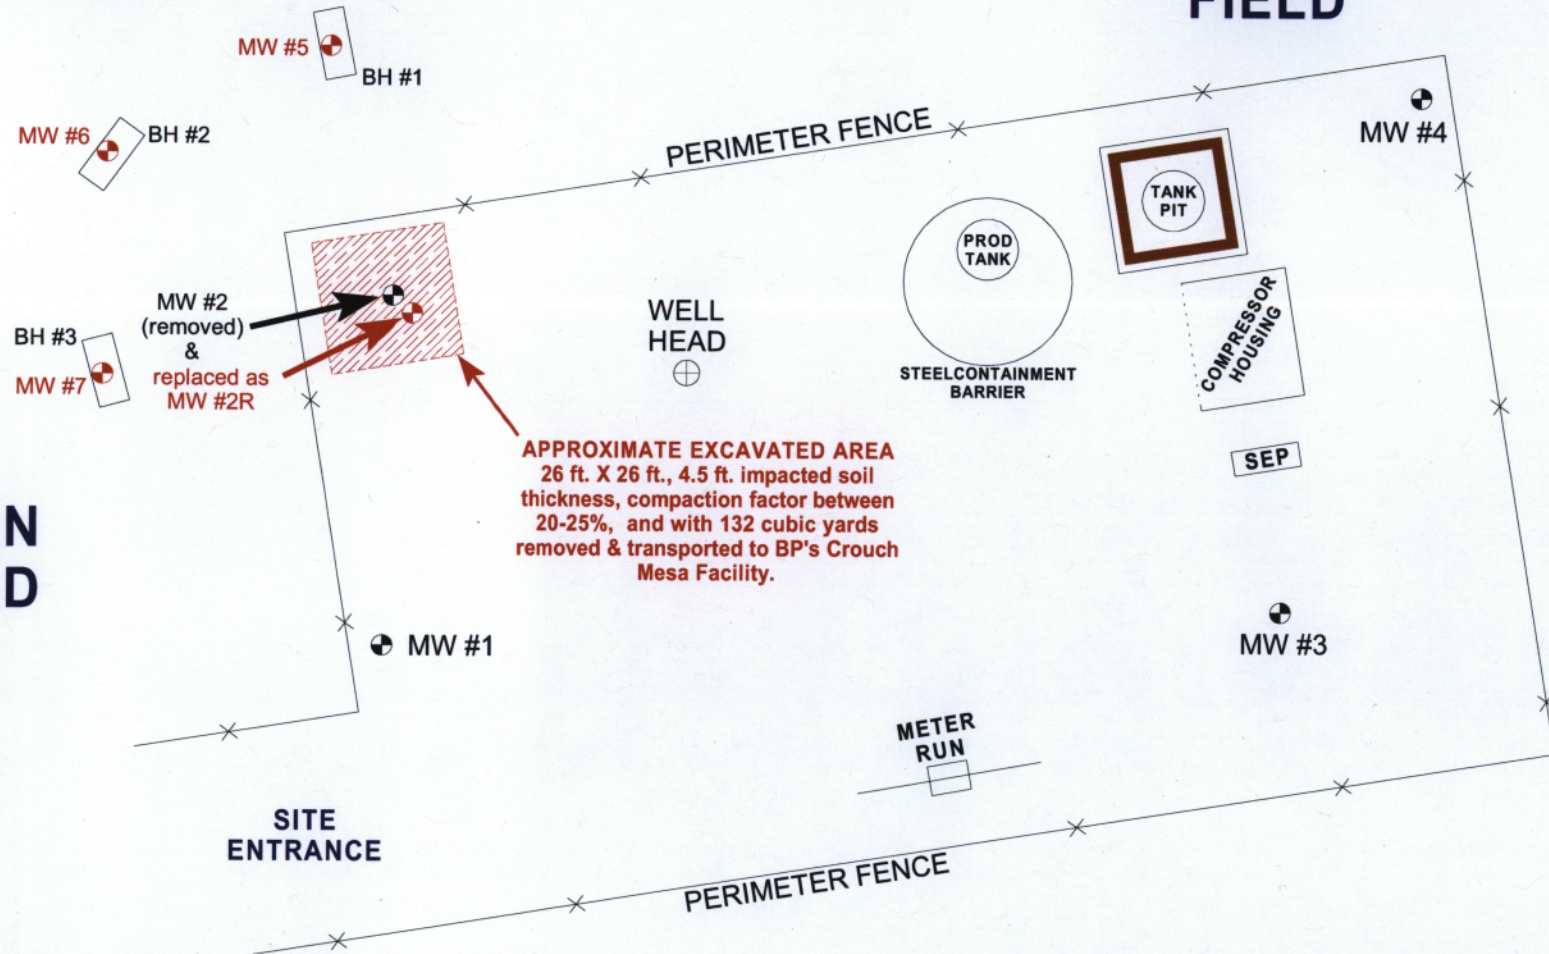 FIELD
MW #5
BH #1
MW #6
BH #2
PERIMETER FENCE
MW #4
TANK
PIT
PROD
TANK
MW #2
(removed)
&
replaced as
MW #2R
BH #3
MW #7
WELL
HEAD
STEELCONTAINMENT
BARRIER
COMPRESSOR
HOUSING
APPROXIMATE EXCAVATED AREA
26 ft. X 26 ft., 4.5 ft. impacted soil
thickness, compaction factor between
20-25%, and with 132 cubic yards
removed & transported to BP's Crouch
Mesa Facility.
SEP
N
D
MW #1
MW #3
METER
RUN
SITE
ENTRANCE
PERIMETER FENCE